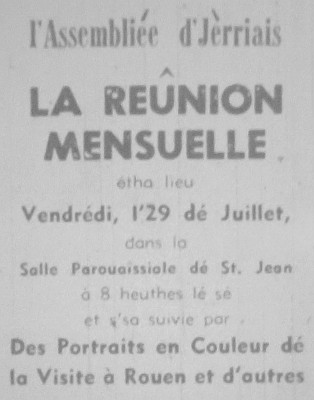 l'Assembliée d'Jèrriais
LA REÛNION
MENSUELLE
étha lieu
Vendrédi, l'29 dé Juillet,
dans la
Salle Parouaîssiale dé St. Jean
à 8 heuthes lé sé
et s'sa suivie par
Des Portraits en Couleur dé
la Visite à Rouen et d'autres